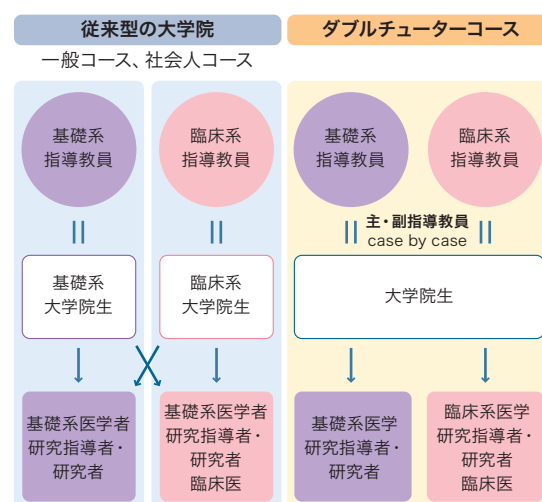 従来型の大学院
一般コース、社会人コース
基礎系
指導教員
臨床系
指導教員
基礎系
大学院生
臨床系
大学院生
基礎系医学者
研究指導者・
研究者
基礎系医学者
研究指導者・
研究者
臨床医
ダブルチューターコース
基礎系
指導教員
臨床系
指導教員
主・副指導教員
case by case
大学院生
基礎系医学
研究指導者・
研究者
臨床系医学
研究指導者・
研究者
臨床医